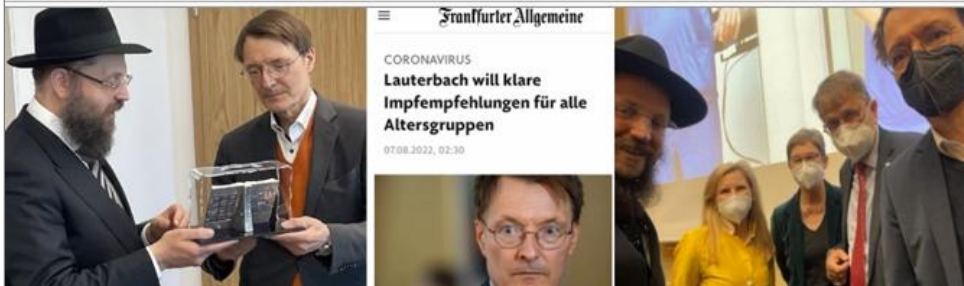 Frankfurter Allgemeine
CORONAVIRUS
Lauterbach will klare
Impfempfehlungen für alle
Altersgruppen
07.08.2022, 02:30